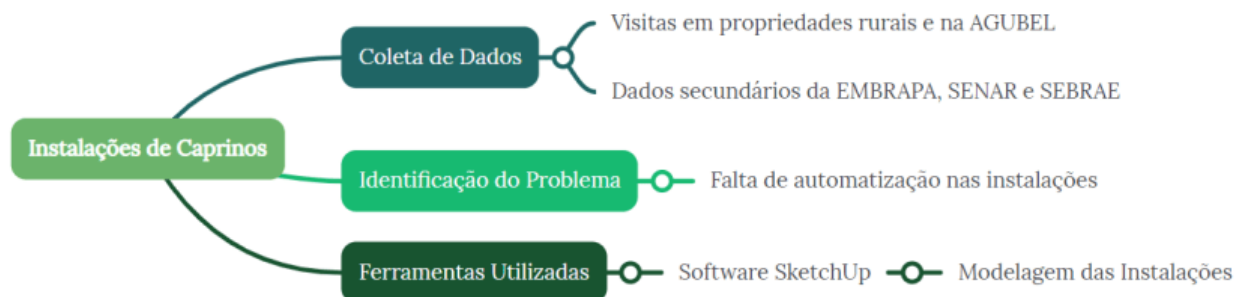 Instalações de Caprinos
Coleta de Dados
Visitas em propriedades rurais e na AGUBEL
Dados secundários da EMBRAPA, SENAR e SEBRAE
Identificação do Problema
Falta de automatização nas instalações
Ferramentas Utilizadas
Software SketchUp
Modelagem das Instalações